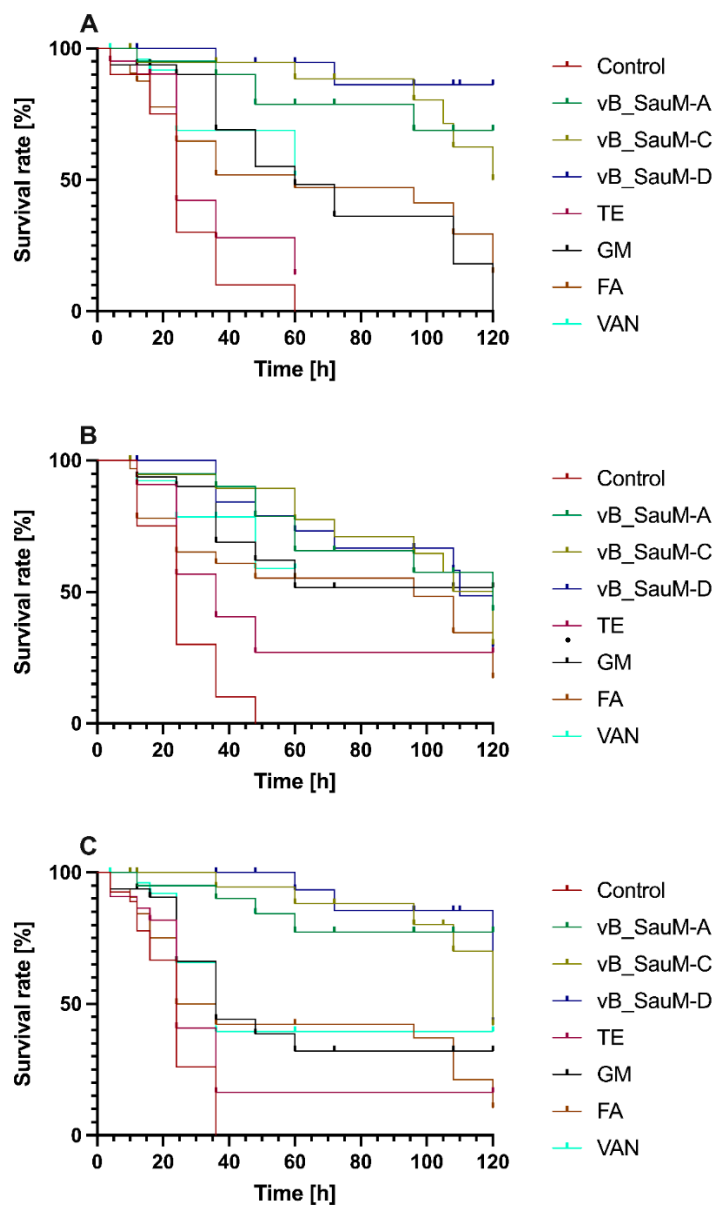 A
Survival rate [%]
100
50
0
0 20 40 60 80 100 120
Time [h]
Control
vB_SauM-A
vB_SauM-C
vB_SauM-D
TE
GM
FA
VAN
B
Survival rate [%]
100
50
0
0 20 40 60 80 100 120
Time [h]
Control
vB_SauM-A
vB_SauM-C
vB_SauM-D
TE
GM
FA
VAN
C
Survival rate [%]
100
50
0
0 20 40 60 80 100 120
Time [h]
Control
vB_SauM-A
vB_SauM-C
vB_SauM-D
TE
GM
FA
VAN